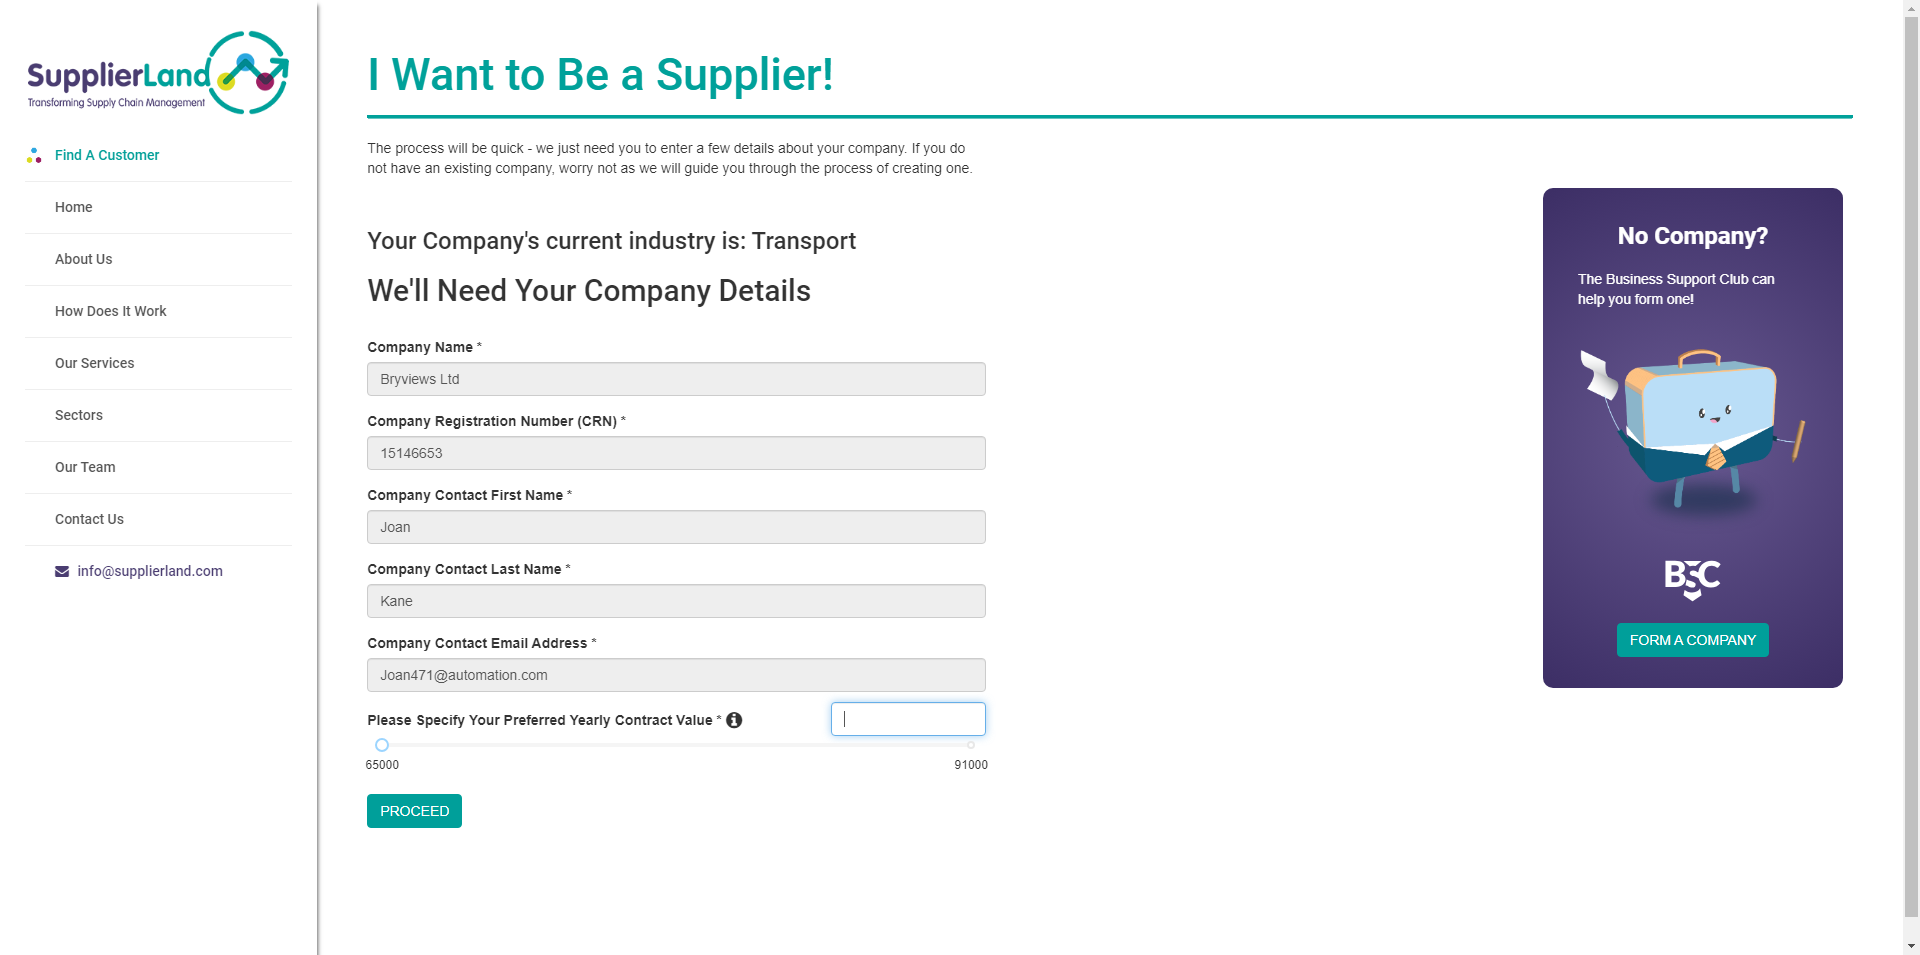 SupplierLand
Transforming Supply Chain Management
Find A Customer
Home
About Us
How Does It Work
Our Services
Sectors
Our Team
Contact Us
info@supplierland.com
I Want to Be a Supplier!
The process will be quick - we just need you to enter a few details about your company. If you do
not have an existing company, worry not as we will guide you through the process of creating one.
Your Company's current industry is: Transport
We'll Need Your Company Details
Company Name *
Bryviews Ltd
Company Registration Number (CRN) *
15146653
Company Contact First Name *
Joan
Company Contact Last Name *
Kane
Company Contact Email Address *
Joan471@automation.com
Please Specify Your Preferred Yearly Contract Value *
65000
91000
PROCEED
No Company?
The Business Support Club can
help you form one!
BSC
FORM A COMPANY